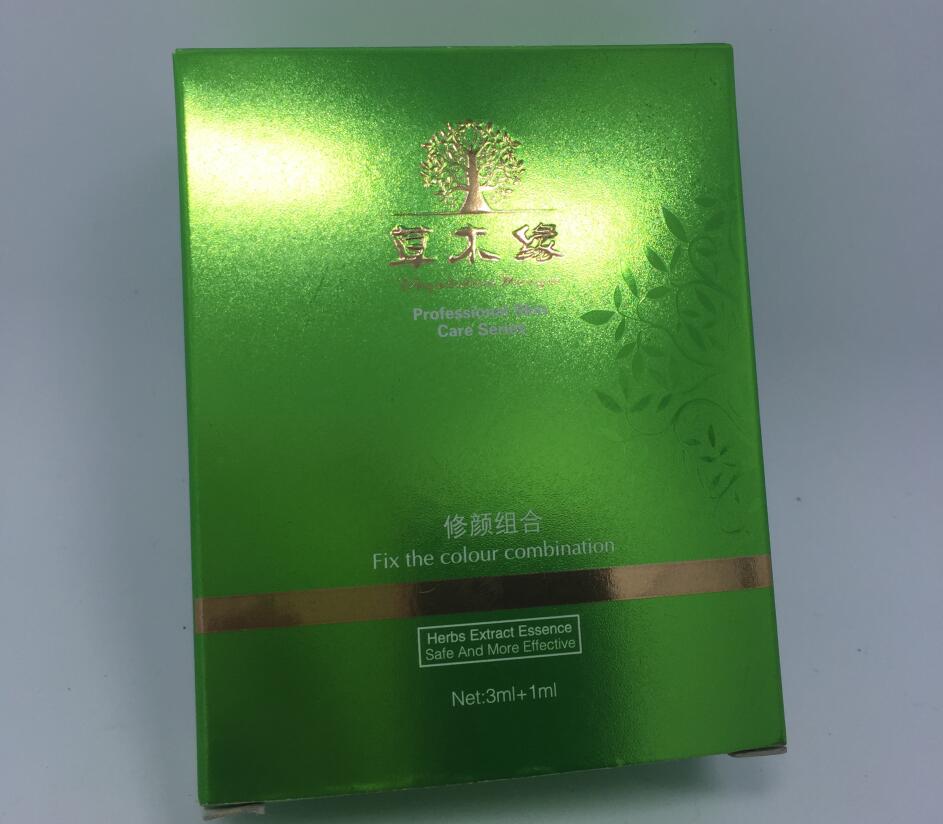 草木缘
Professional Skin
Care Series
修颜组合
Fix the colour combination
Herbs Extract Essence
Safe And More Effective
Net:3ml+1ml